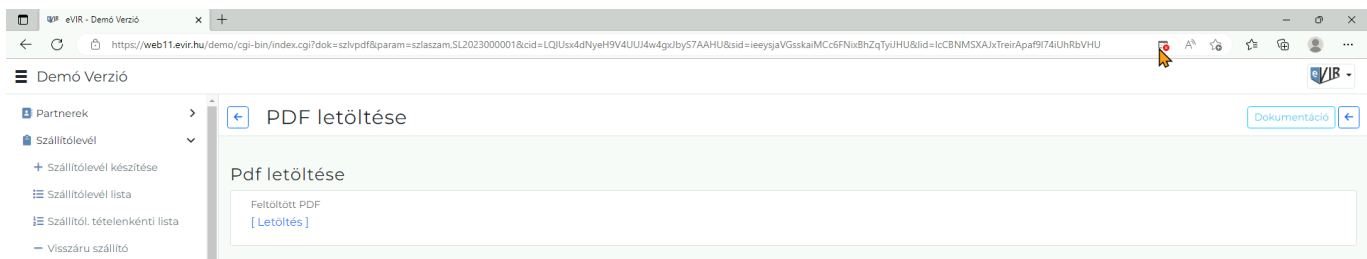 eVIR - Demó Verzió
https://web11.evir.hu/demo/cgi-bin/index.cgi?dok=szlvpdf&param=szlaszam,SL2023000001&cid=LQIUsx4dNyeH9V4UUJ4w4gxJbyS7AAHU&sid=ieeysjaVGsskaiMCc6FNixBhZqTyiJHU&lid=IcCBNMSXAJxTreirApaf9I74iUhRbVHU
Demó Verzió
eVIR
Partnerek
Szállítólevél
Szállítólevél készítése
Szállítólevél lista
Szállítól. tételenkénti lista
Visszáru szállító
PDF letöltése
Dokumentáció
Pdf letöltése
Feltöltött PDF
[ Letöltés ]